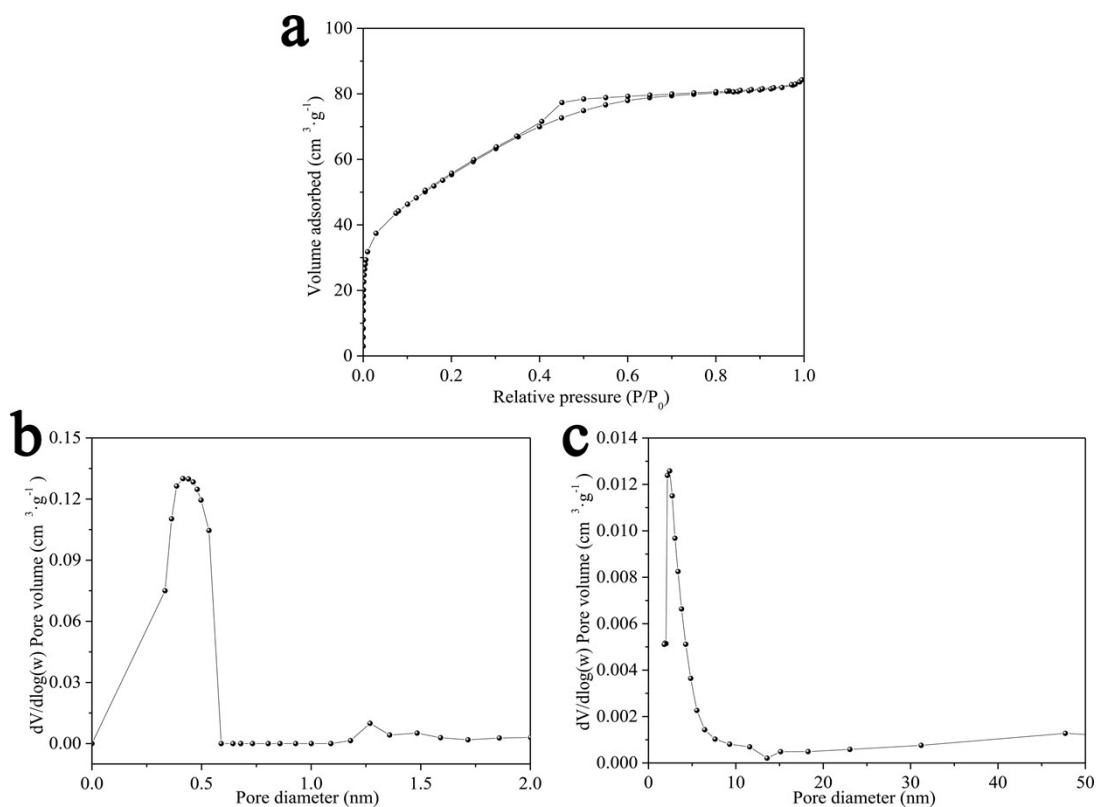 a
100
80
60
40
20
0
Volume adsorbed (cm³·g⁻¹)
0.0 0.2 0.4 0.6 0.8 1.0
Relative pressure (P/P₀)
b
0.15
0.12
0.09
0.06
0.03
0.00
dV/dlog(w) Pore volume (cm³·g⁻¹)
0.0 0.5 1.0 1.5 2.0
Pore diameter (nm)
c
0.014
0.012
0.010
0.008
0.006
0.004
0.002
0.000
dV/dlog(w) Pore volume (cm³·g⁻¹)
0 10 20 30 40 50
Pore diameter (nm)